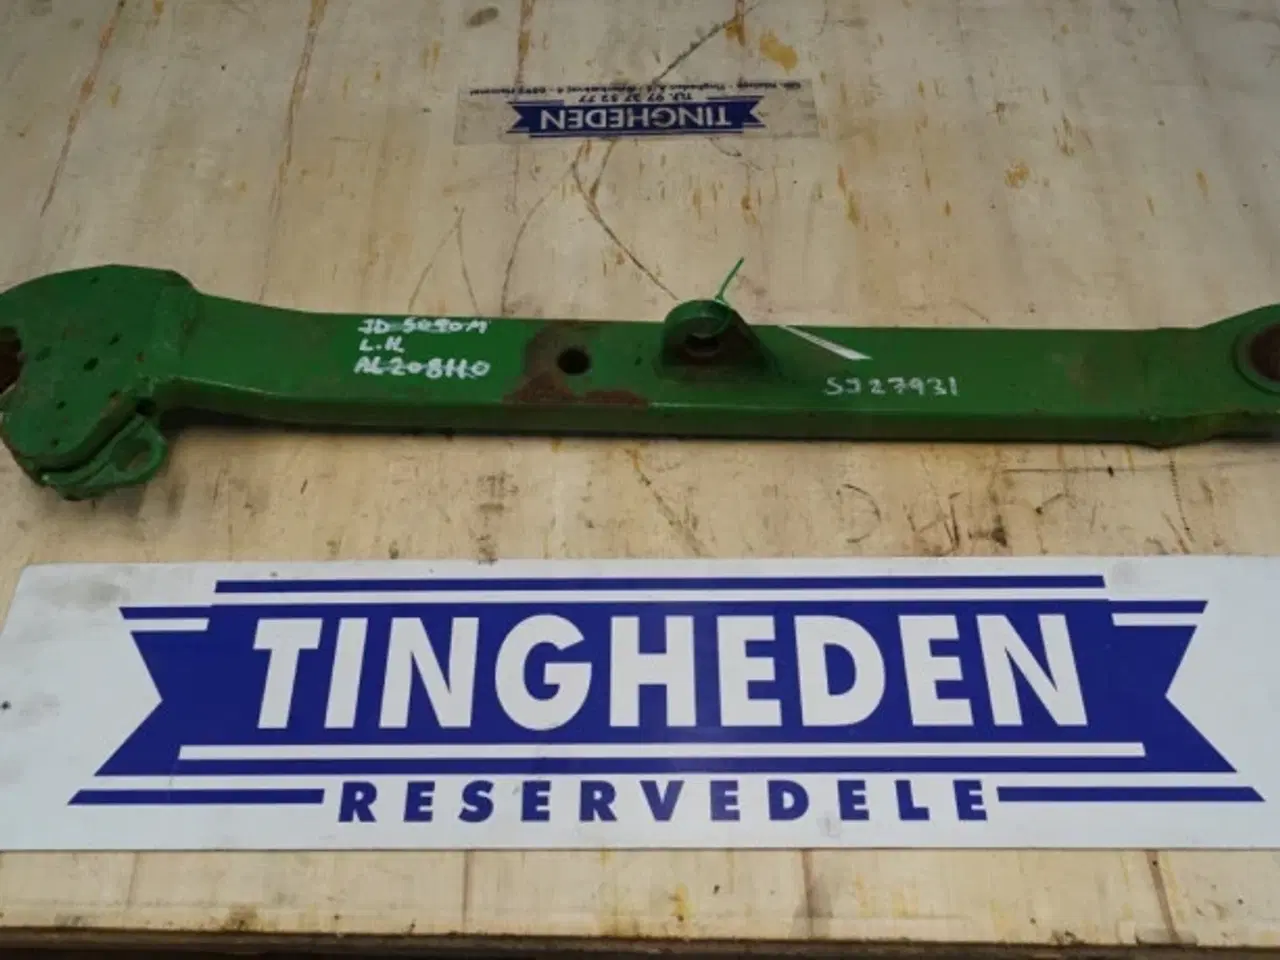 TINGHEDEN
JD 5090M
L.H
AL208110
SJ27931
TINGHEDEN
RESERVEDELE